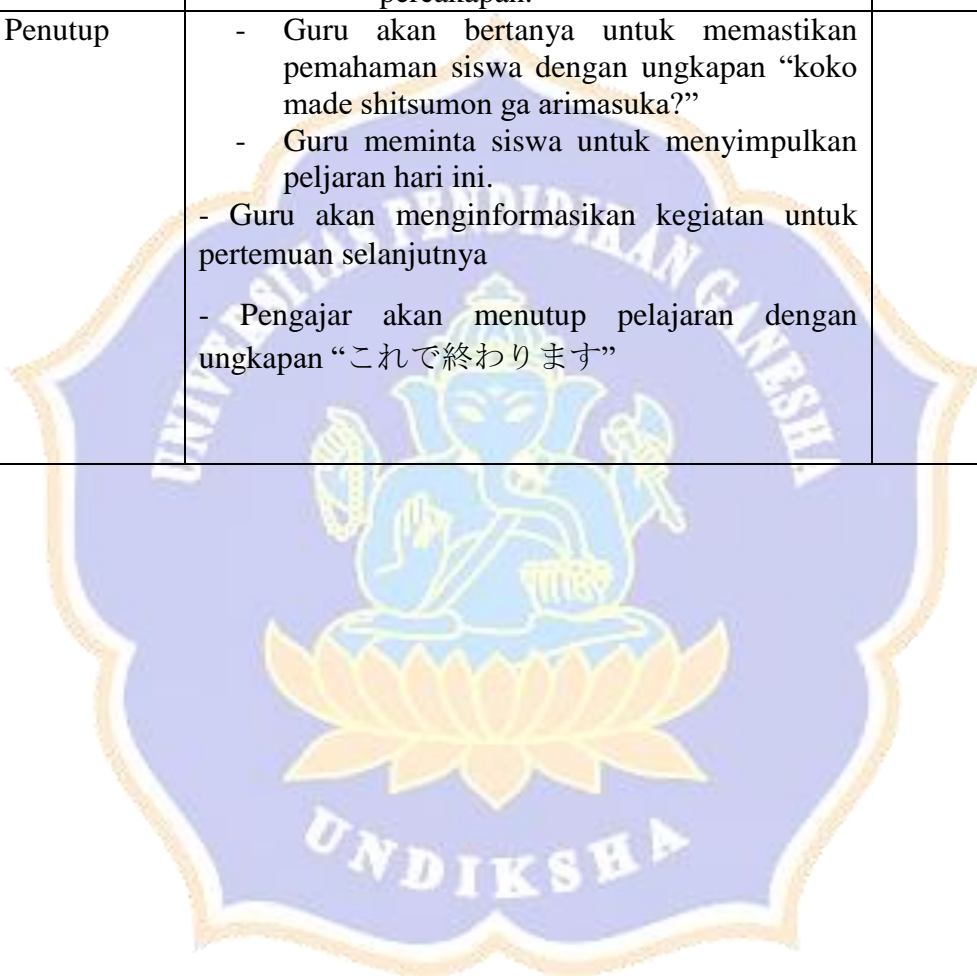 percakapan.
Penutup
- Guru akan bertanya untuk memastikan
pemahaman siswa dengan ungkapan “koko
made shitsumon ga arimasuka?”
- Guru meminta siswa untuk menyimpulkan
peljaran hari ini.
- Guru akan menginformasikan kegiatan untuk
pertemuan selanjutnya
- Pengajar akan menutup pelajaran dengan
ungkapan “これで終わります”
UNIVERSITAS PENDIDIKAN GANESHA
UNDIKSHA